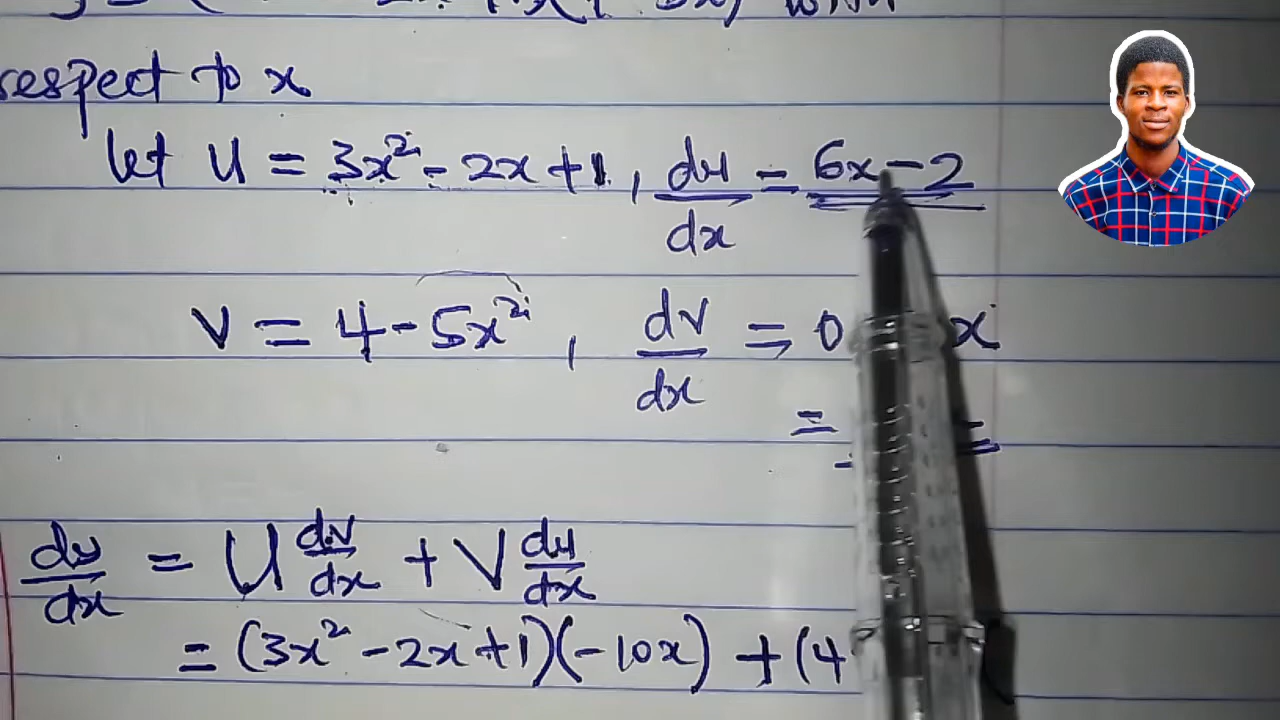 respect to x
let U = 3x² - 2x + 1, du/dx = 6x - 2
V = 4 - 5x², dv/dx = 0 x
=
dy/dx = U dv/dx + V du/dx
= (3x² - 2x + 1)(-10x) + (4